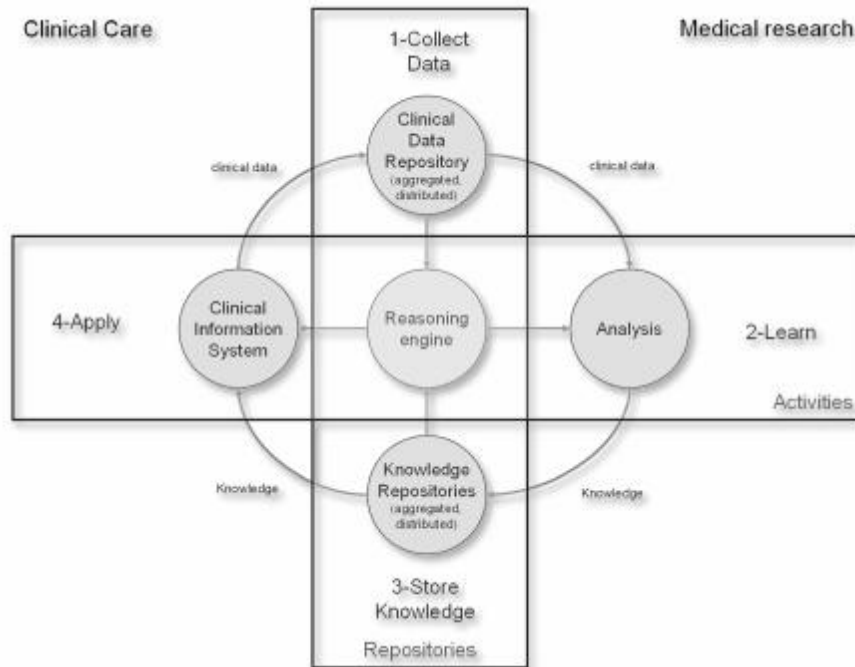 Clinical Care
Medical research
1-Collect
Data
Clinical
Data
Repository
(aggregated,
distributed)
clinical data
clinical data
4-Apply
Clinical
Information
System
Reasoning
engine
Analysis
2-Learn
Activities
Knowledge
Repositories
(aggregated,
distributed)
Knowledge
Knowledge
3-Store
Knowledge
Repositories